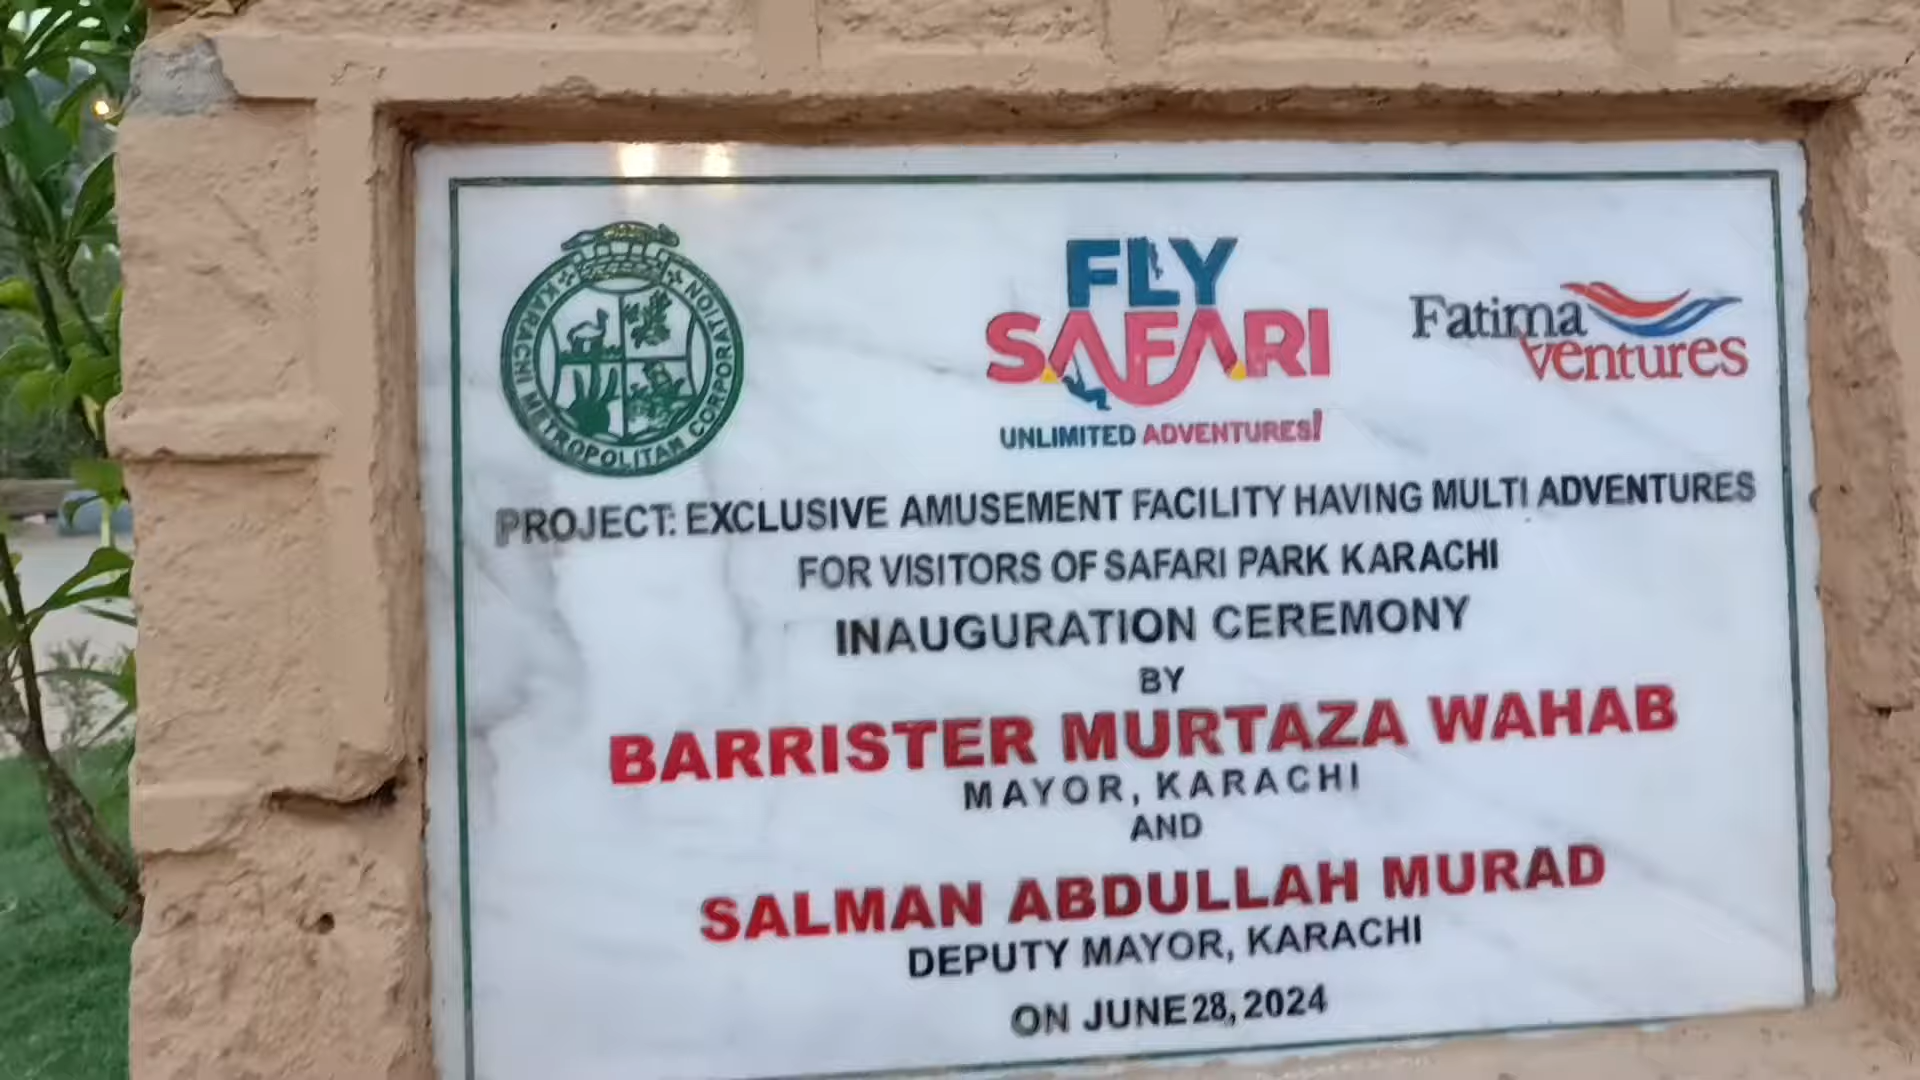 KARACHI METROPOLITAN CORPORATION
FLY
SAFARI
UNLIMITED ADVENTURES!
Fatima
Ventures
PROJECT: EXCLUSIVE AMUSEMENT FACILITY HAVING MULTI ADVENTURES
FOR VISITORS OF SAFARI PARK KARACHI
INAUGURATION CEREMONY
BY
BARRISTER MURTAZA WAHAB
MAYOR, KARACHI
AND
SALMAN ABDULLAH MURAD
DEPUTY MAYOR, KARACHI
ON JUNE 28, 2024